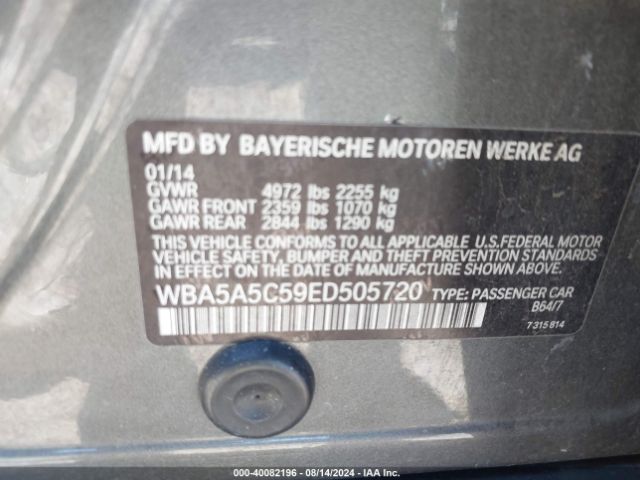 MFD BY BAYERISCHE MOTOREN WERKE AG
01/14
GVWR 4972 lbs 2255 kg
GAWR FRONT 2359 lbs 1070 kg
GAWR REAR 2844 lbs 1290 kg
THIS VEHICLE CONFORMS TO ALL APPLICABLE U.S.FEDERAL MOTOR
VEHICLE SAFETY, BUMPER AND THEFT PREVENTION STANDARDS
IN EFFECT ON THE DATE OF MANUFACTURE SHOWN ABOVE.
WBA5A5C59ED505720 TYPE: PASSENGER CAR
B64/7
7315814
000-40082196 - 08/14/2024 - IAA Inc.